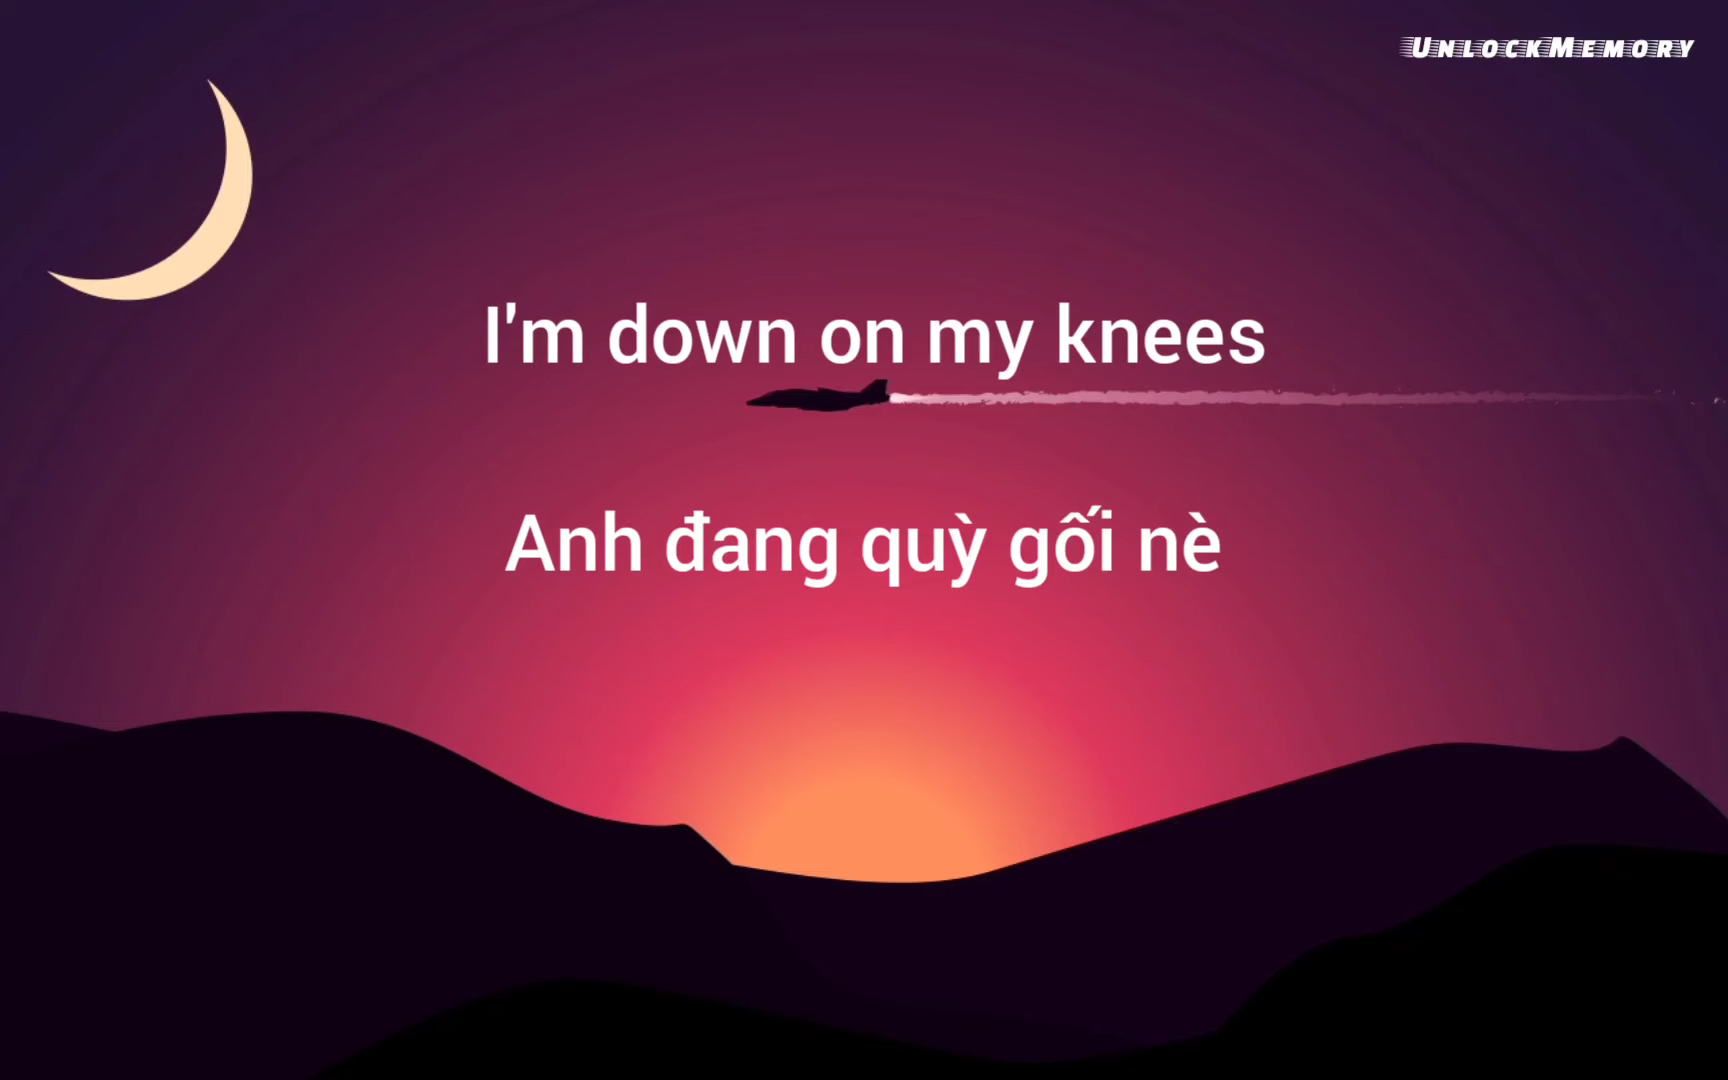 UnlockMemory
I'm down on my knees
Anh đang quỳ gối nè